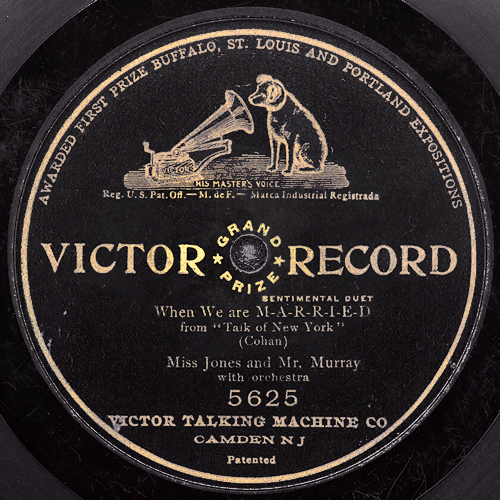 AWARDED FIRST PRIZE BUFFALO, ST. LOUIS AND PORTLAND EXPOSITIONS
VICTOR
HIS MASTER'S VOICE
Reg. U. S. Pat. Off. — M. de F. — Marca Industrial Registrada
VICTOR GRAND PRIZE RECORD
SENTIMENTAL DUET
When We are M-A-R-R-I-E-D
from "Talk of New York"
(Cohan)
Miss Jones and Mr. Murray
with orchestra
5625
VICTOR TALKING MACHINE CO
CAMDEN N J
Patented